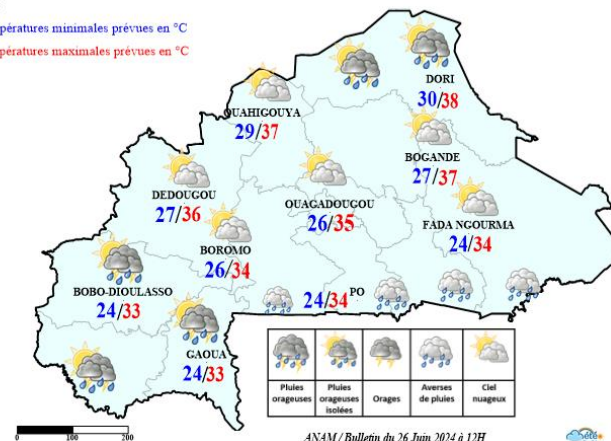 pératures minimales prévues en °C
pératures maximales prévues en °C
DORI
30/38
OUAHIGOUYA
29/37
BOGANDE
27/37
DEDOUGOU
27/36
OUAGADOUGOU
26/35
FADA NGOURMA
24/34
BOROMO
26/34
BOBO-DIOULASSO
24/33
PO
24/34
GAOUA
24/33
Pluies orageuses
Pluies orageuses isolées
Orages
Averses de pluies
Ciel nuageux
0 100 200
ANAM / Bulletin du 26 Juin 2024 à 12H